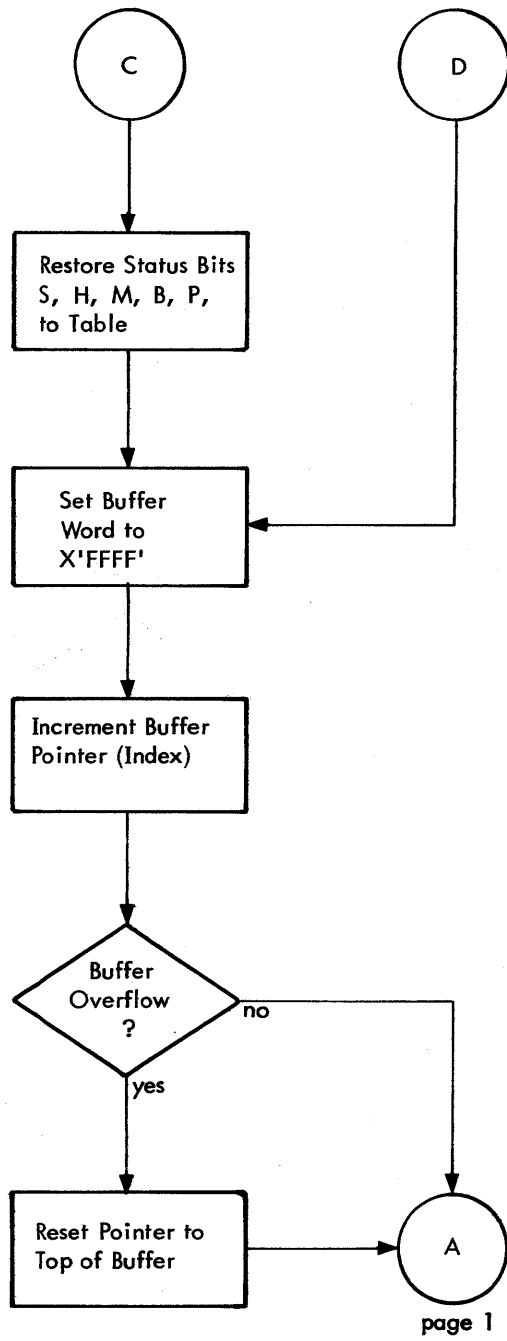 C
D
Restore Status Bits
S, H, M, B, P,
to Table
Set Buffer
Word to
X'FFFF'
Increment Buffer
Pointer (Index)
Buffer
Overflow
?
no
yes
Reset Pointer to
Top of Buffer
A
page 1